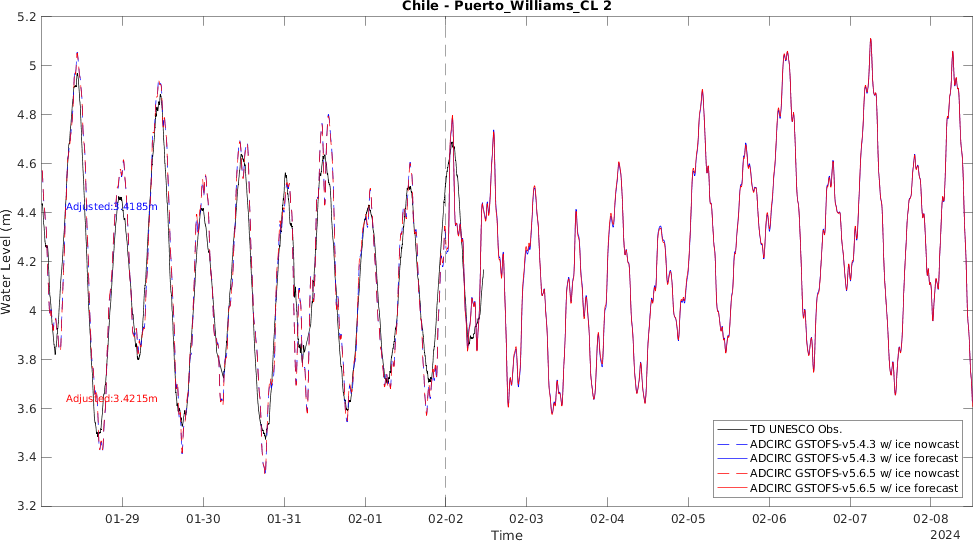 Chile - Puerto_Williams_CL 2
5.2
5
4.8
4.6
4.4
4.2
4
3.8
3.6
3.4
3.2
Water Level (m)
Adjusted:3.4185m
Adjusted:3.4215m
TD UNESCO Obs.
ADCIRC GSTOFS-v5.4.3 w/ ice nowcast
ADCIRC GSTOFS-v5.4.3 w/ ice forecast
ADCIRC GSTOFS-v5.6.5 w/ ice nowcast
ADCIRC GSTOFS-v5.6.5 w/ ice forecast
01-29 01-30 01-31 02-01 02-02 02-03 02-04 02-05 02-06 02-07 02-08
2024
Time